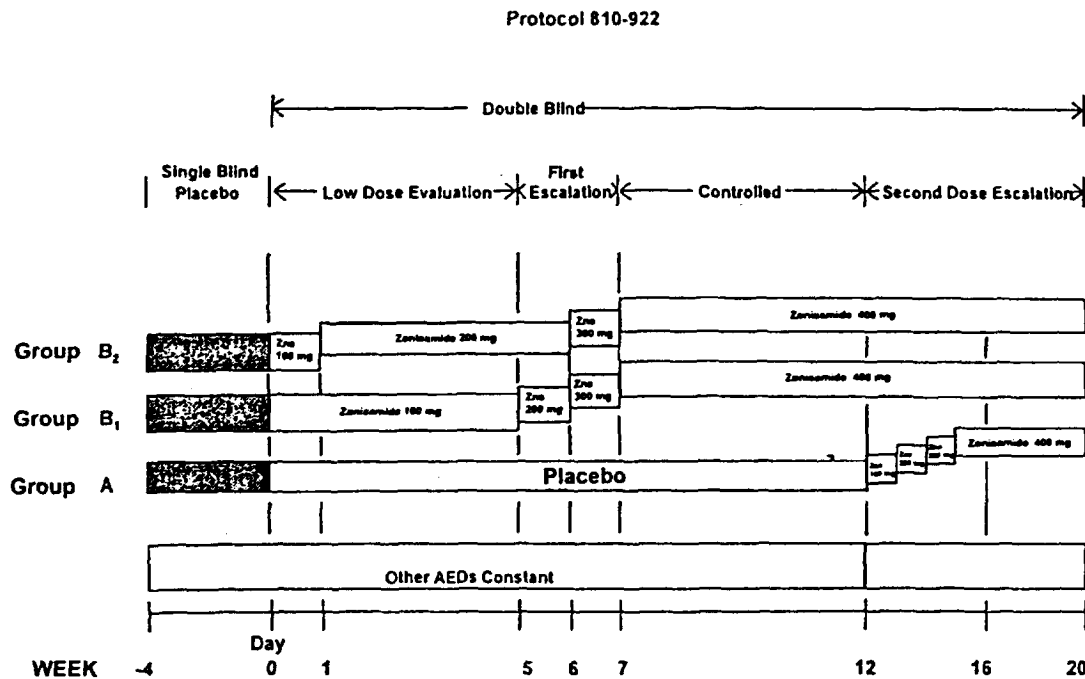 Protocol 810-922
Double Blind
Single Blind
Placebo
Low Dose Evaluation
First
Escalation
Controlled
Second Dose Escalation
Group B2
Zns
100 mg
Zonisamide 200 mg
Zns
300 mg
Zonisamide 400 mg
Group B1
Zonisamide 100 mg
Zns
200 mg
Zns
300 mg
Zonisamide 400 mg
Group A
Placebo
Zonisamide 400 mg
Other AEDs Constant
Day
WEEK -4 0 1 5 6 7 12 16 20